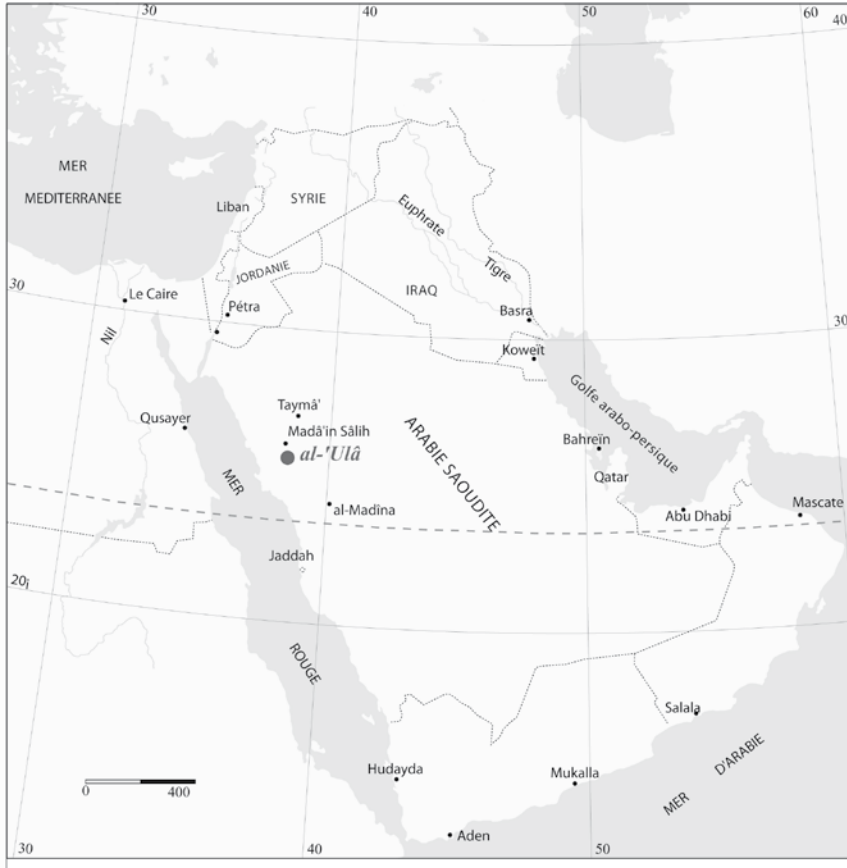 30
40
50
60
40
MER
MEDITERRANEE
Liban
SYRIE
Euphrate
Tigre
JORDANIE
IRAQ
30
Le Caire
Pétra
Basra
30
Nil
Koweït
Golfe arabo-persique
Taymâ'
Qusayer
Madâ'in Sâlih
al-'Ulâ
ARABIE SAOUDITE
Bahreïn
Qatar
MER
al-Madîna
Abu Dhabi
Mascate
Jaddah
20
ROUGE
Salala
Hudayda
Mukalla
MER
D'ARABIE
0
400
Aden
30
40
50